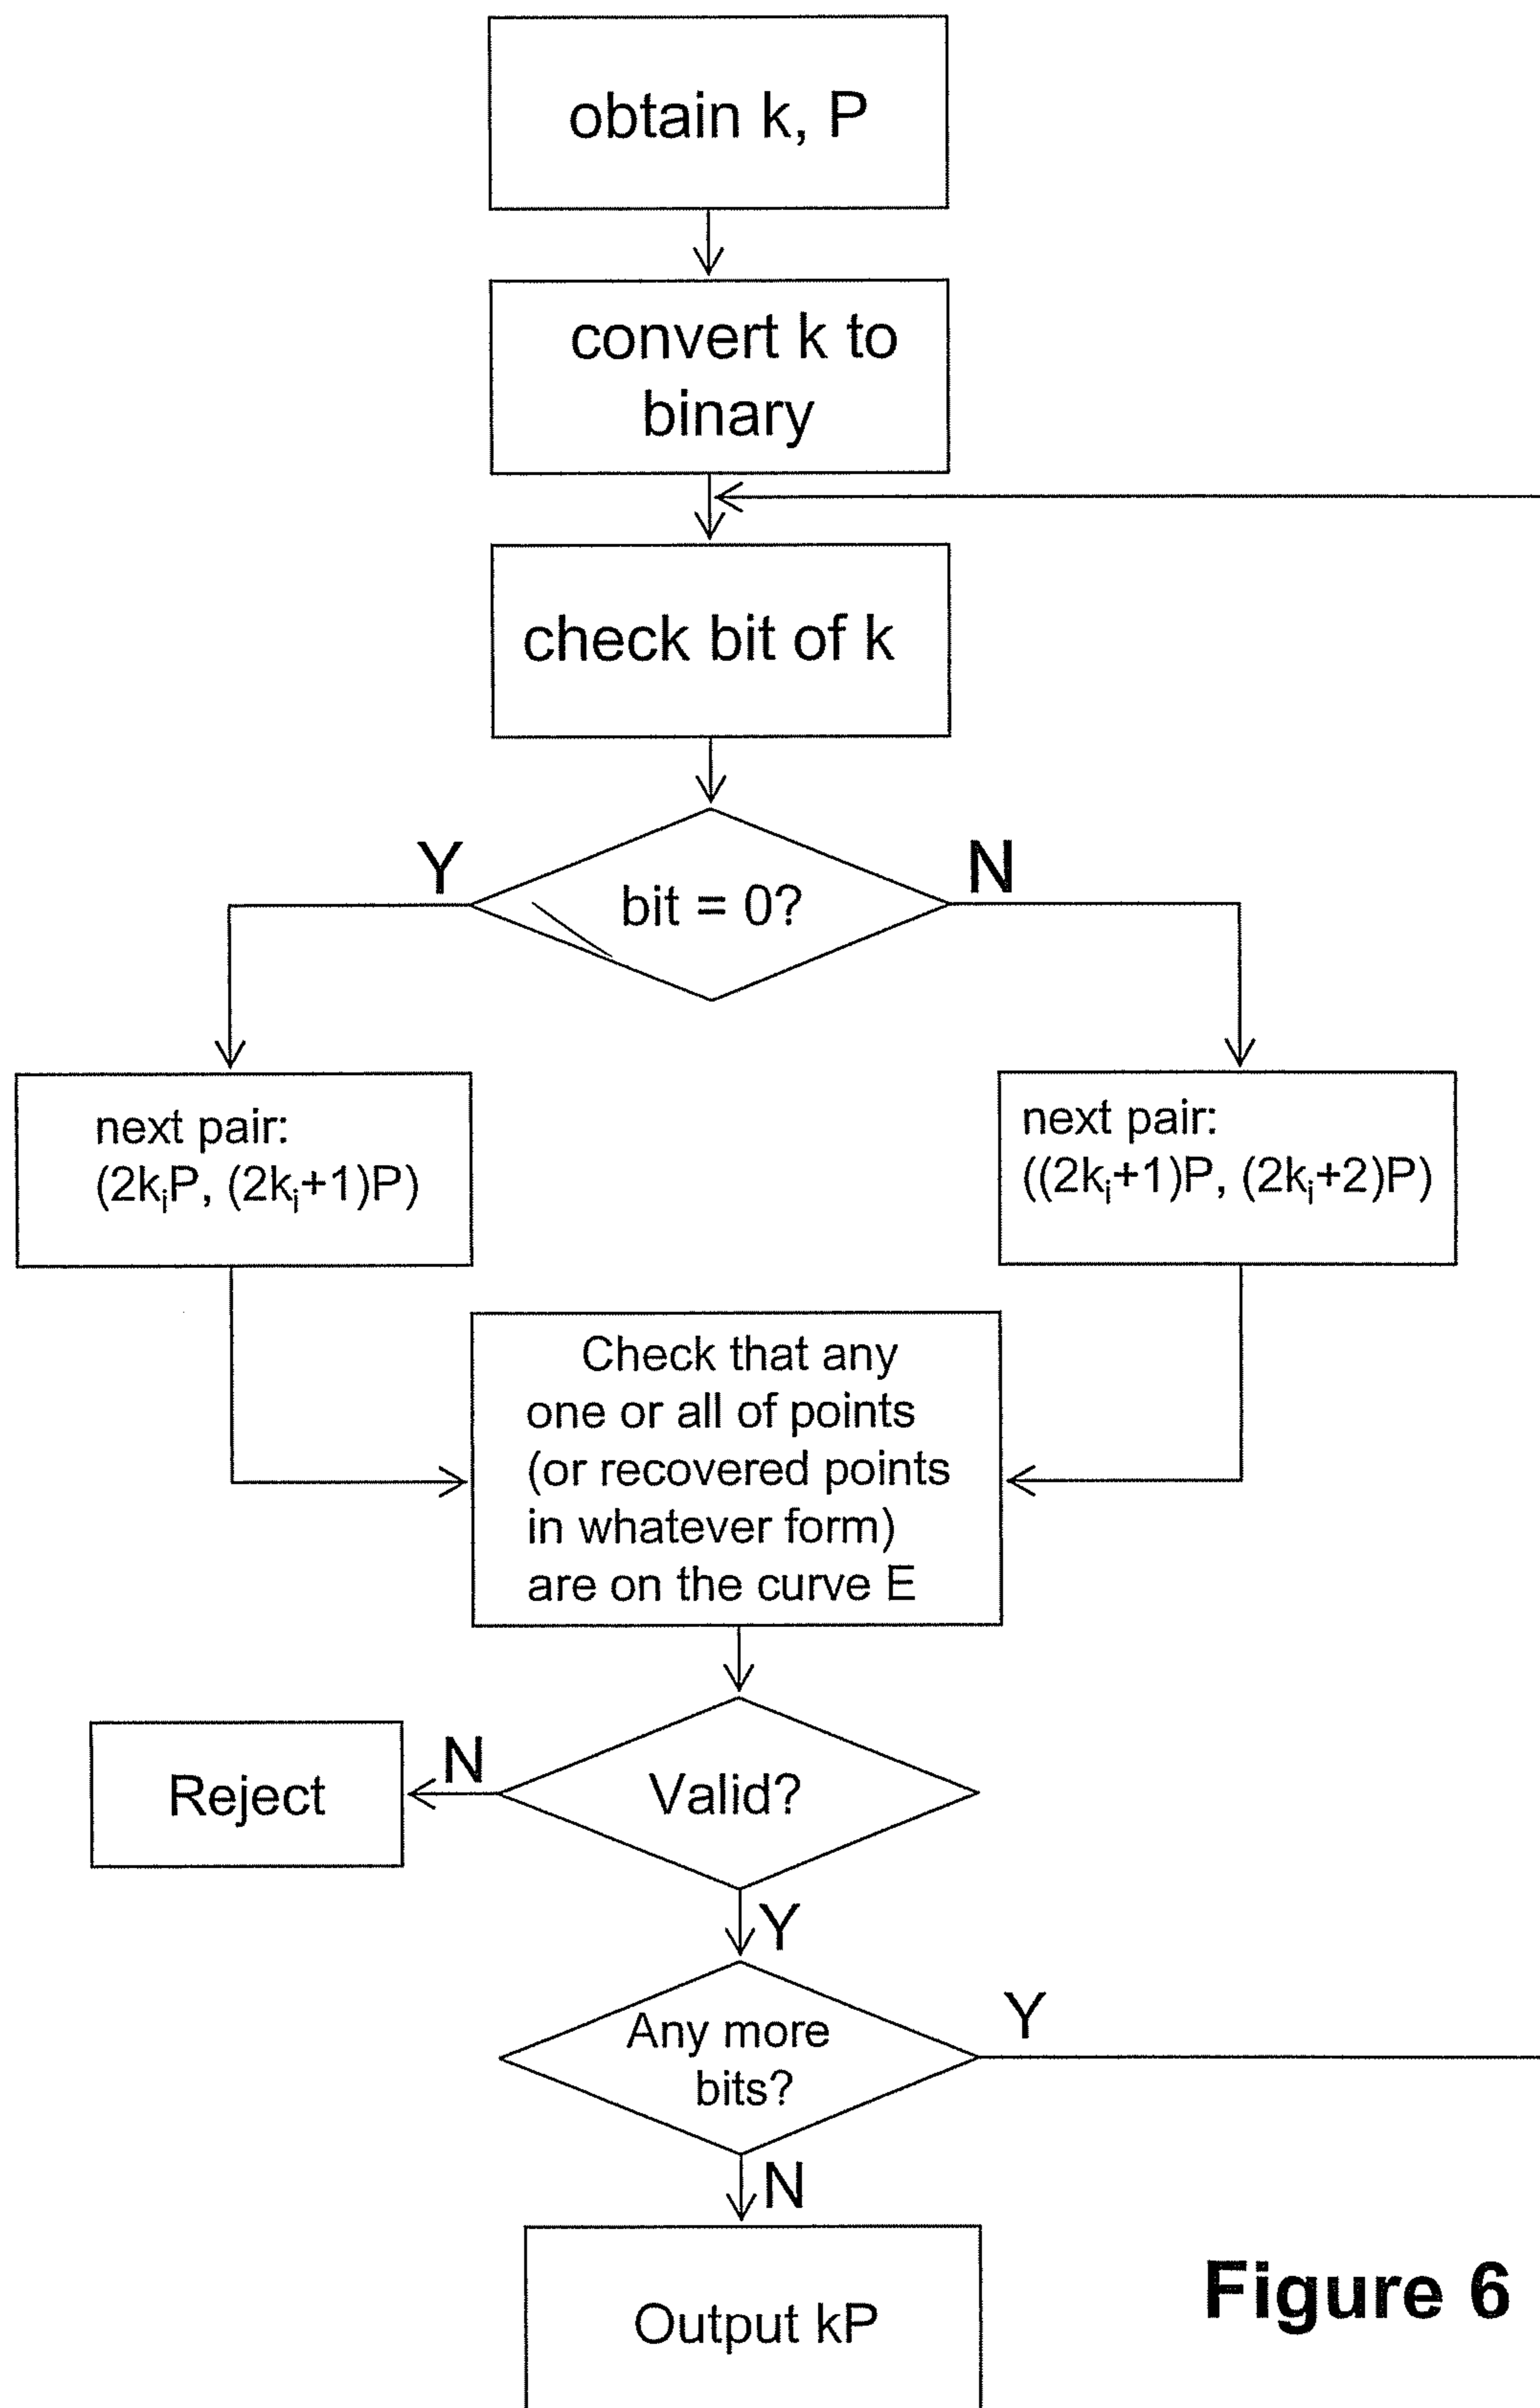 obtain k, P
convert k to
binary
check bit of k
Y
bit = 0?
N
next pair:
(2kᵢP, (2kᵢ+1)P)
next pair:
((2kᵢ+1)P, (2kᵢ+2)P)
Check that any
one or all of points
(or recovered points
in whatever form)
are on the curve E
Reject
N
Valid?
Y
Any more
bits?
Y
N
Output kP
Figure 6